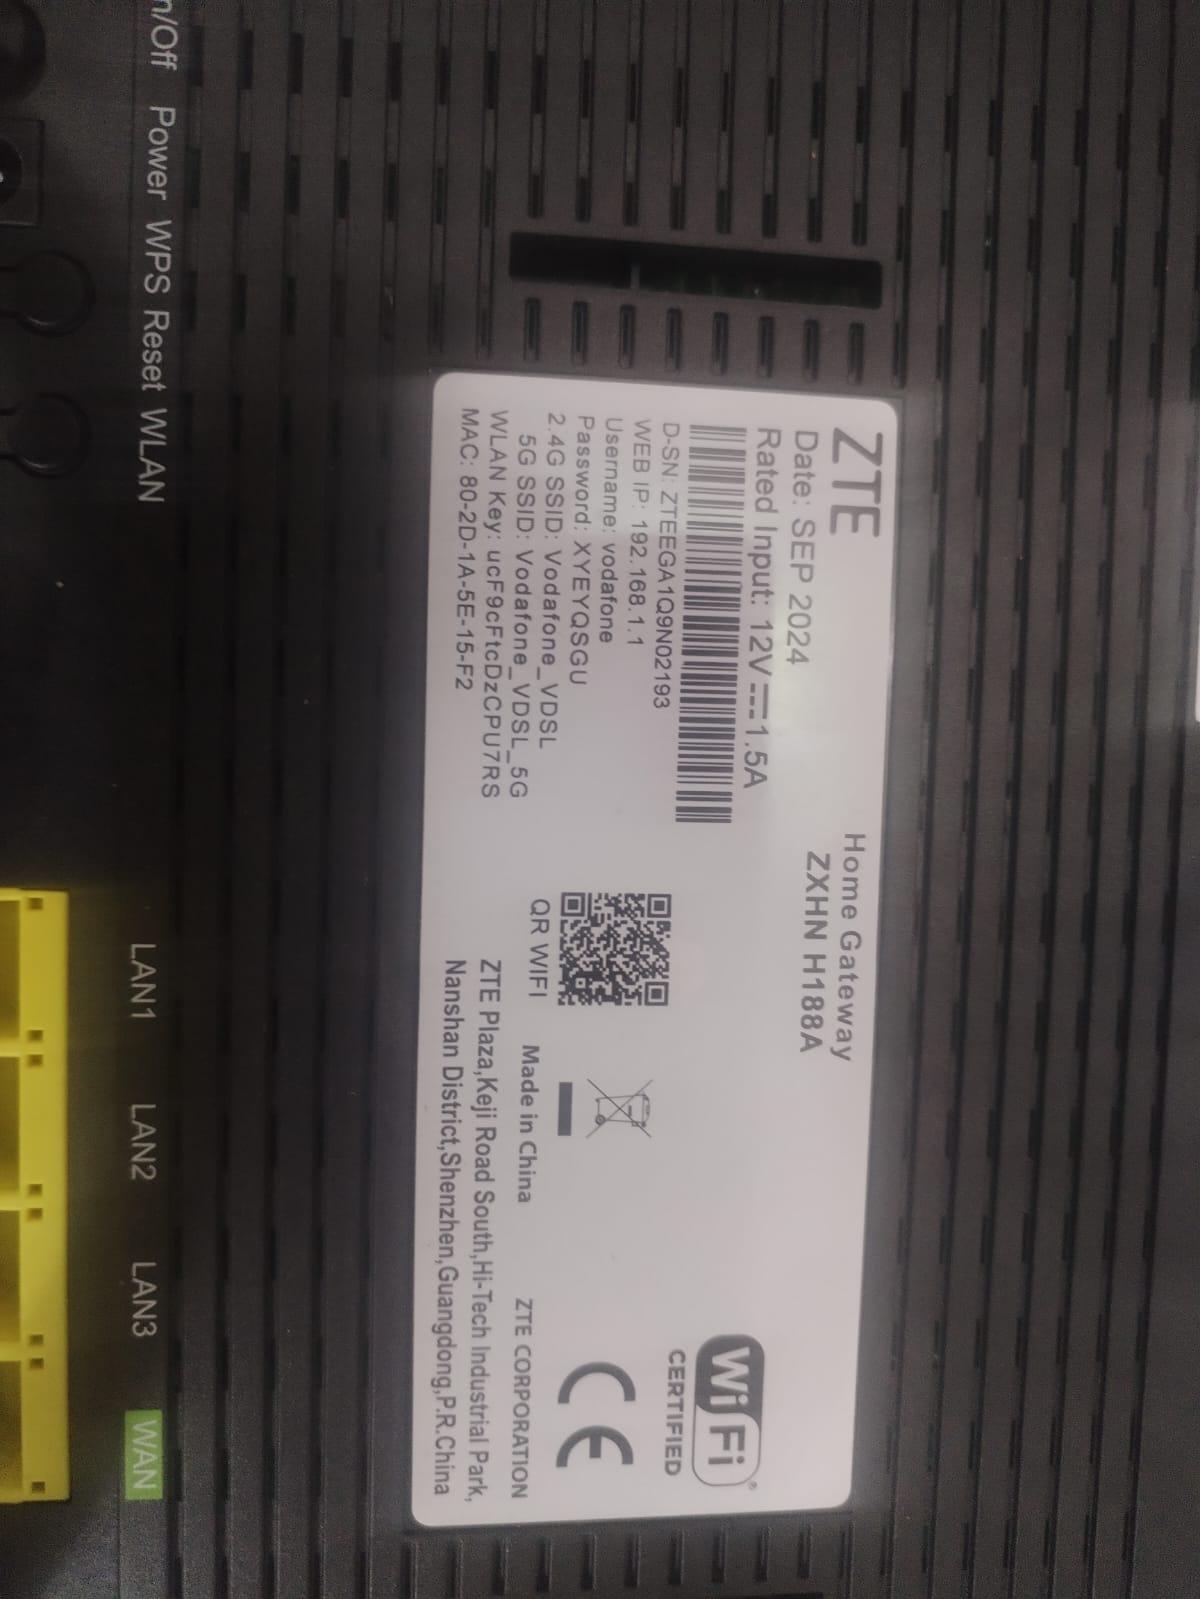 ZTE
Home Gateway
ZXHN H188A
Date: SEP 2024
Rated Input: 12V 1.5A
D-SN: ZTEEGA1Q9N02193
WEB IP: 192.168.1.1
Username: vodafone
Password: XYEYQSGU
2.4G SSID: Vodafone_VDSL
5G SSID: Vodafone_VDSL_5G
WLAN Key: ucF9cFtcDzCPU7RS
MAC: 80-2D-1A-5E-15-F2
QR WIFI
Made in China
WiFi®
CERTIFIED
CE
ZTE CORPORATION
ZTE Plaza,Keji Road South,Hi-Tech Industrial Park,
Nanshan District,Shenzhen,Guangdong,P.R.China
n/Off Power WPS Reset WLAN LAN1 LAN2 LAN3 WAN